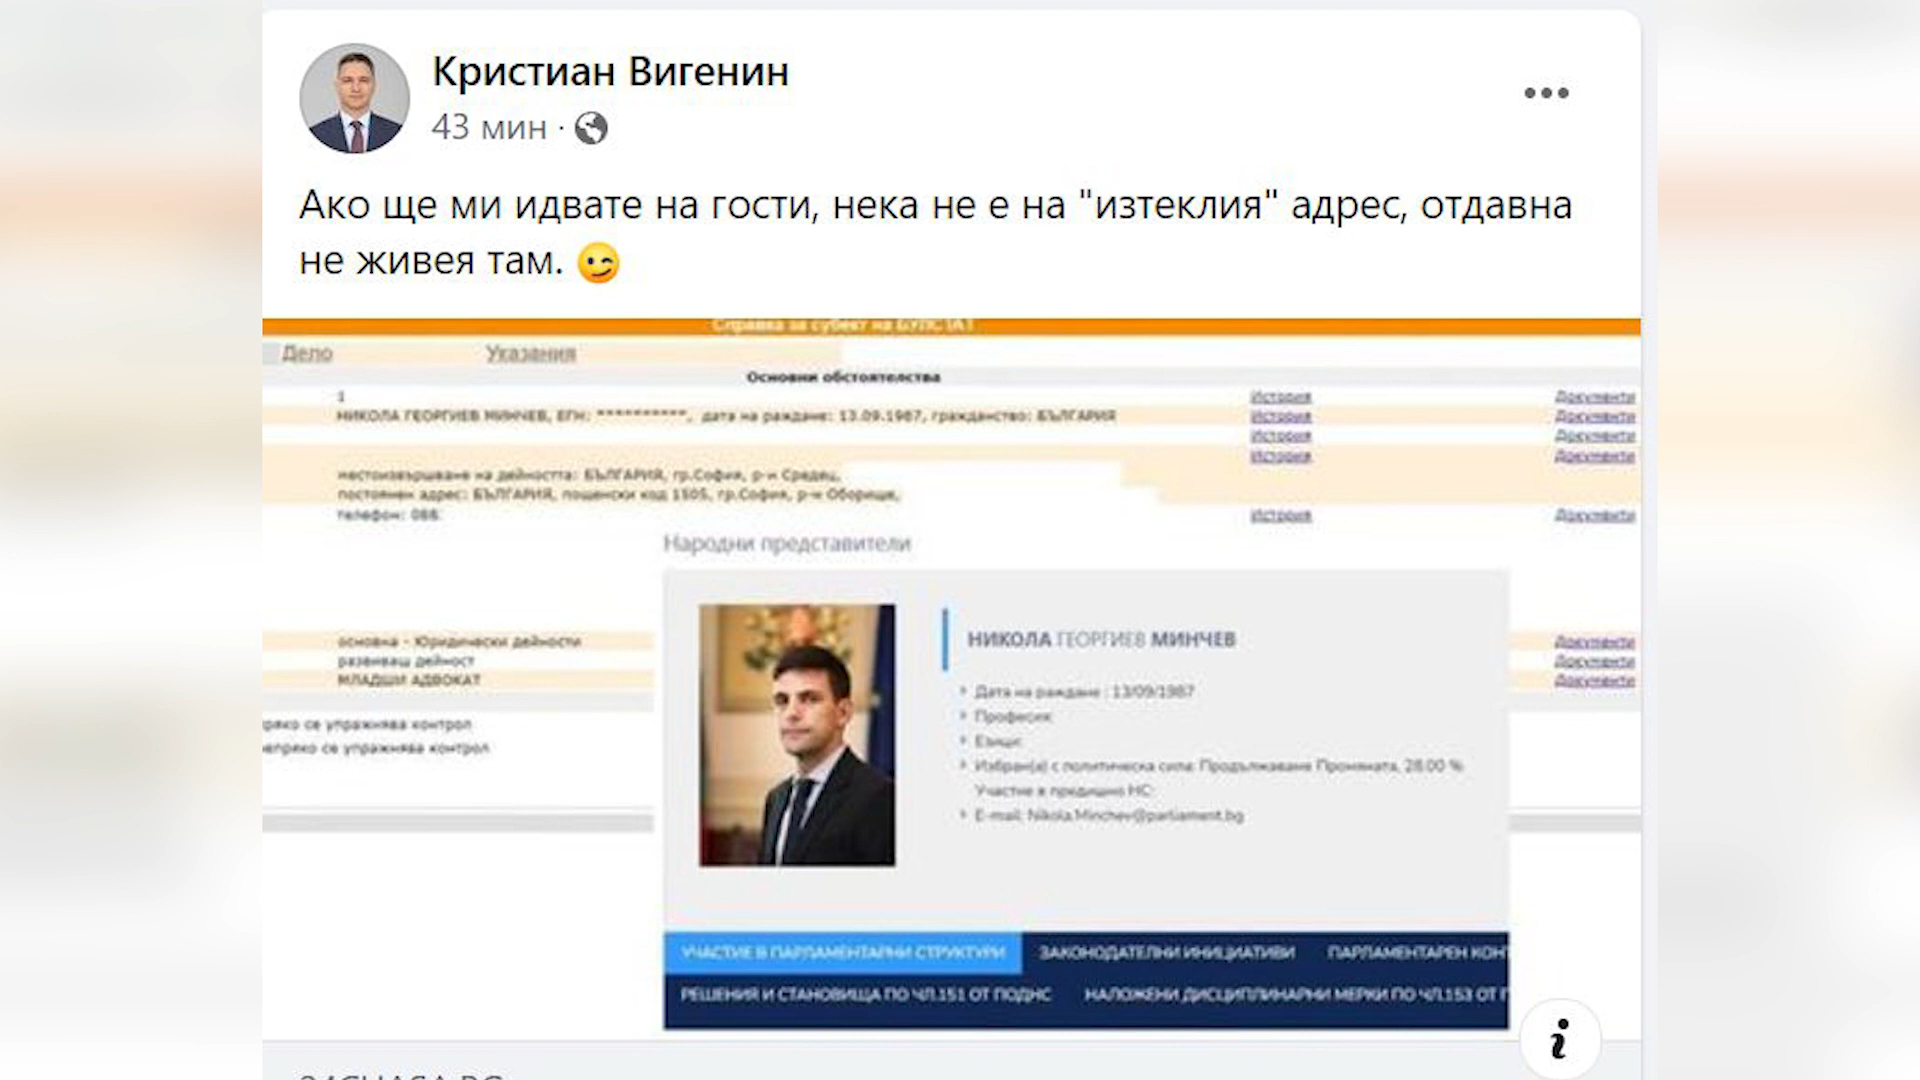 Кристиан Вигенин
43 мин ·
Ако ще ми идвате на гости, нека не е на "изтеклия" адрес, отдавна
не живея там. 😉
Справка за субект на БУЛСТАТ
Дело Указания
Основни обстоятелства
1 История Документи
НИКОЛА ГЕОРГИЕВ МИНЧЕВ, ЕГН: **********, дата на раждане: 13.09.1987, гражданство: БЪЛГАРИЯ История Документи
История Документи
История Документи
местоизвършване на дейността: БЪЛГАРИЯ, гр.София, р-н Средец,
постоянен адрес: БЪЛГАРИЯ, пощенски код 1505, гр.София, р-н Оборище,
телефон: 088 История Документи
Народни представители
НИКОЛА ГЕОРГИЕВ МИНЧЕВ
Дата на раждане : 13/09/1987
Професия:
Езици:
Избран(а) с политическа сила: Продължаваме Промяната, 28.00 %
Участие в предишно НС:
E-mail: Nikola.Minchev@parliament.bg
основна - Юридически дейности Документи
развиващ дейност Документи
МЛАДШИ АДВОКАТ Документи
пряко се упражнява контрол
епряко се упражнява контрол
УЧАСТИЕ В ПАРЛАМЕНТАРНИ СТРУКТУРИ ЗАКОНОДАТЕЛНИ ИНИЦИАТИВИ ПАРЛАМЕНТАРЕН КОН
РЕШЕНИЯ И СТАНОВИЩА ПО ЧЛ.151 ОТ ПОДНС НАЛОЖЕНИ ДИСЦИПЛИНАРНИ МЕРКИ ПО ЧЛ.153 ОТ П
24CHASA.BG